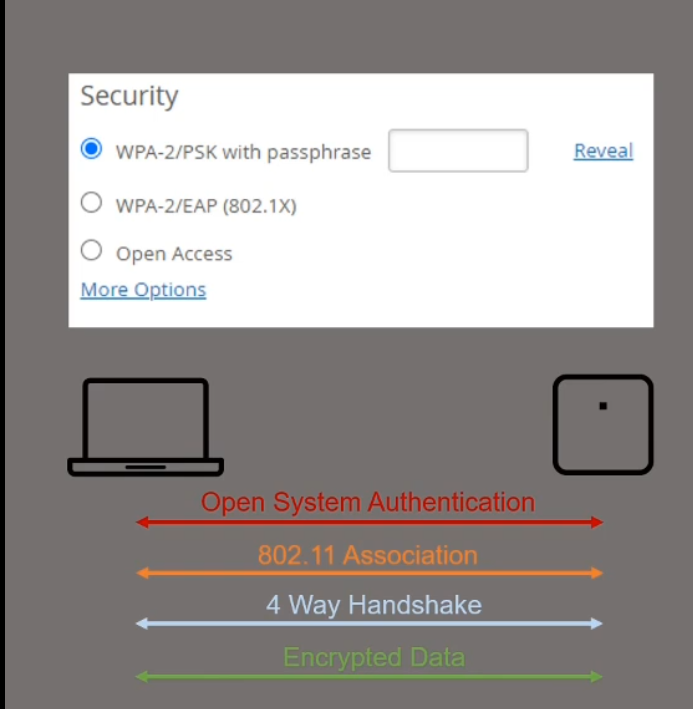 Security
WPA-2/PSK with passphrase Reveal
WPA-2/EAP (802.1X)
Open Access
More Options
Open System Authentication
802.11 Association
4 Way Handshake
Encrypted Data